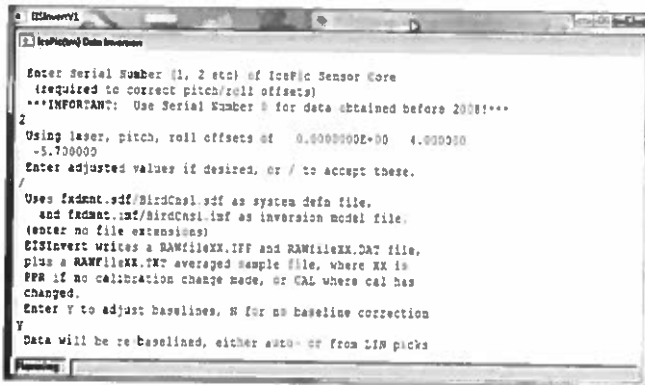 EISInvertV1
IcePic(tm) Data Inversion
Enter Serial Number (1, 2 etc) of IcePic Sensor Core
(required to correct pitch/roll offsets)
***IMPORTANT: Use Serial Number 0 for data obtained before 2008!***
2
Using laser, pitch, roll offsets of 0.0000000E+00 4.000000
-5.700000
Enter adjusted values if desired, or / to accept these.
/
Uses fxdmnt.sdf/BirdCnsl.sdf as system defn file,
and fxdmnt.imf/BirdCnsl.imf as inversion model file.
(enter no file extensions)
EISInvert writes a RAWfileXX.IFF and RAWfileXX.DAT file,
plus a RAWfileXX.TXT averaged sample file, where XX is
PPR if no calibration change made, or CAL where cal has
changed.
Enter Y to adjust baselines, N for no baseline correction
Y
Data will be re-baselined, either auto- or from LIN picks
Running